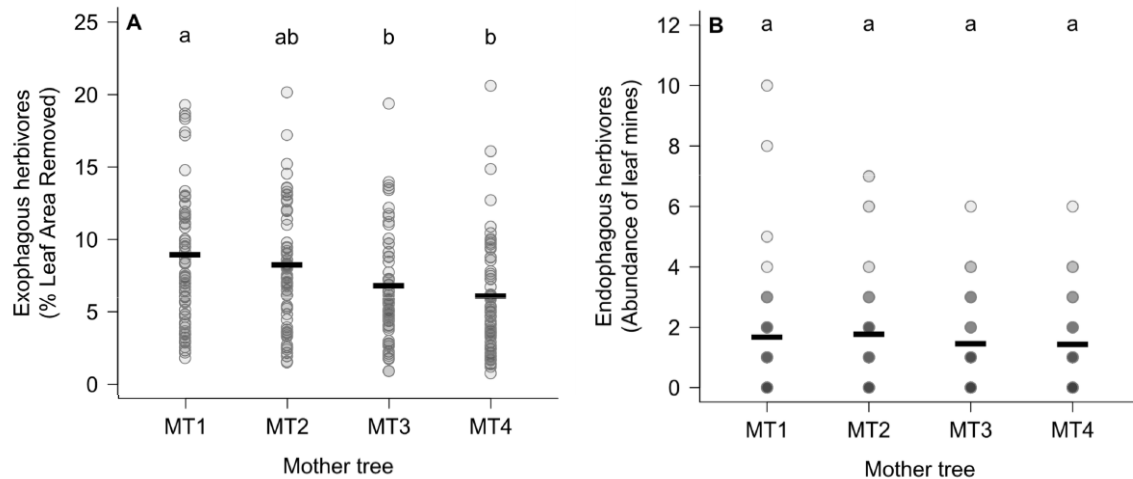 A
a ab b b
Exophagous herbivores
(% Leaf Area Removed)
25
20
15
10
5
0
MT1 MT2 MT3 MT4
Mother tree
B
a a a a
Endophagous herbivores
(Abundance of leaf mines)
12
10
8
6
4
2
0
MT1 MT2 MT3 MT4
Mother tree